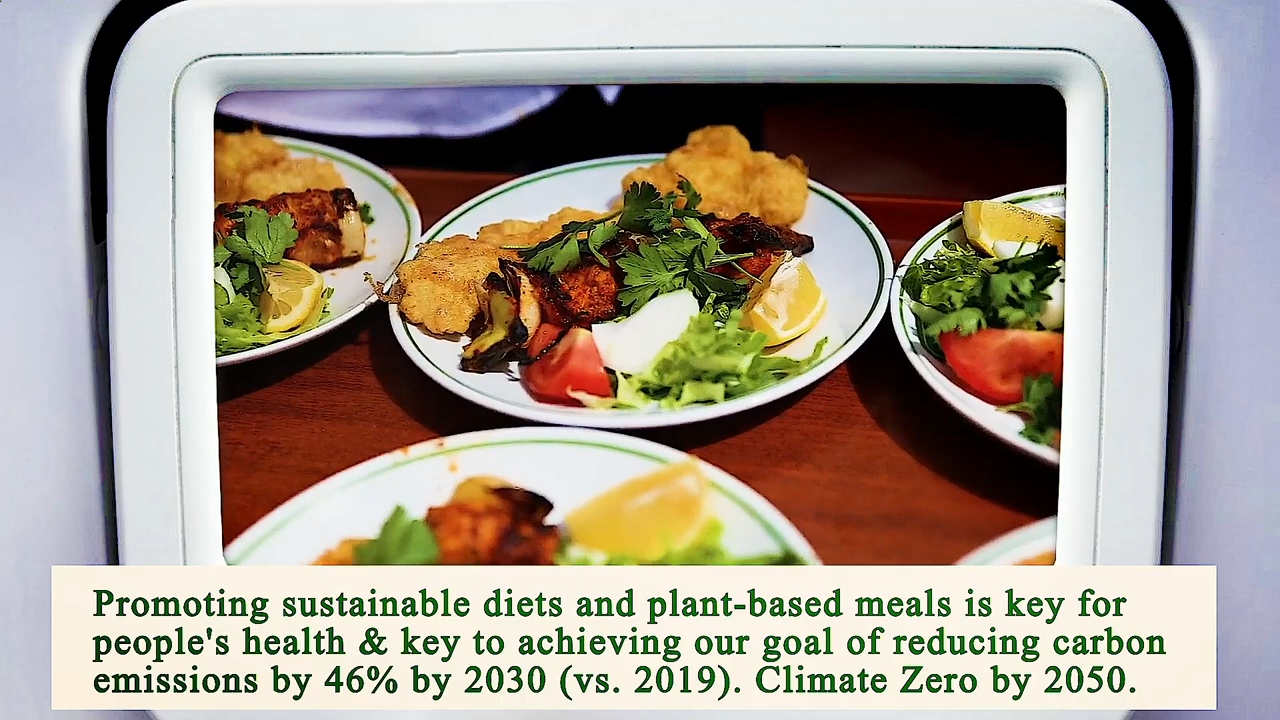 Promoting sustainable diets and plant-based meals is key for
people's health & key to achieving our goal of reducing carbon
emissions by 46% by 2030 (vs. 2019). Climate Zero by 2050.